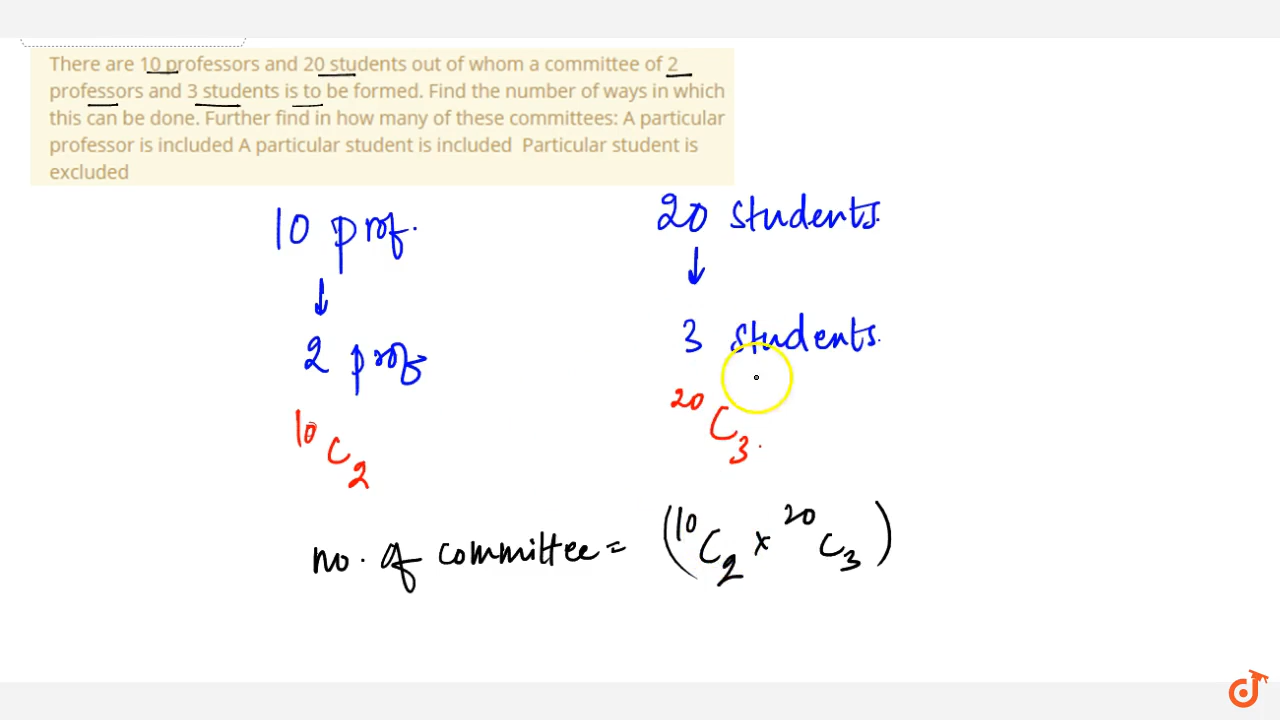 There are 10 professors and 20 students out of whom a committee of 2
professors and 3 students is to be formed. Find the number of ways in which
this can be done. Further find in how many of these committees: A particular
professor is included A particular student is included Particular student is
excluded
10 prof. 20 students.
↓ ↓
2 prof 3 students.
¹⁰C₂ ²⁰C₃.
no. of committee = (¹⁰C₂ × ²⁰C₃)